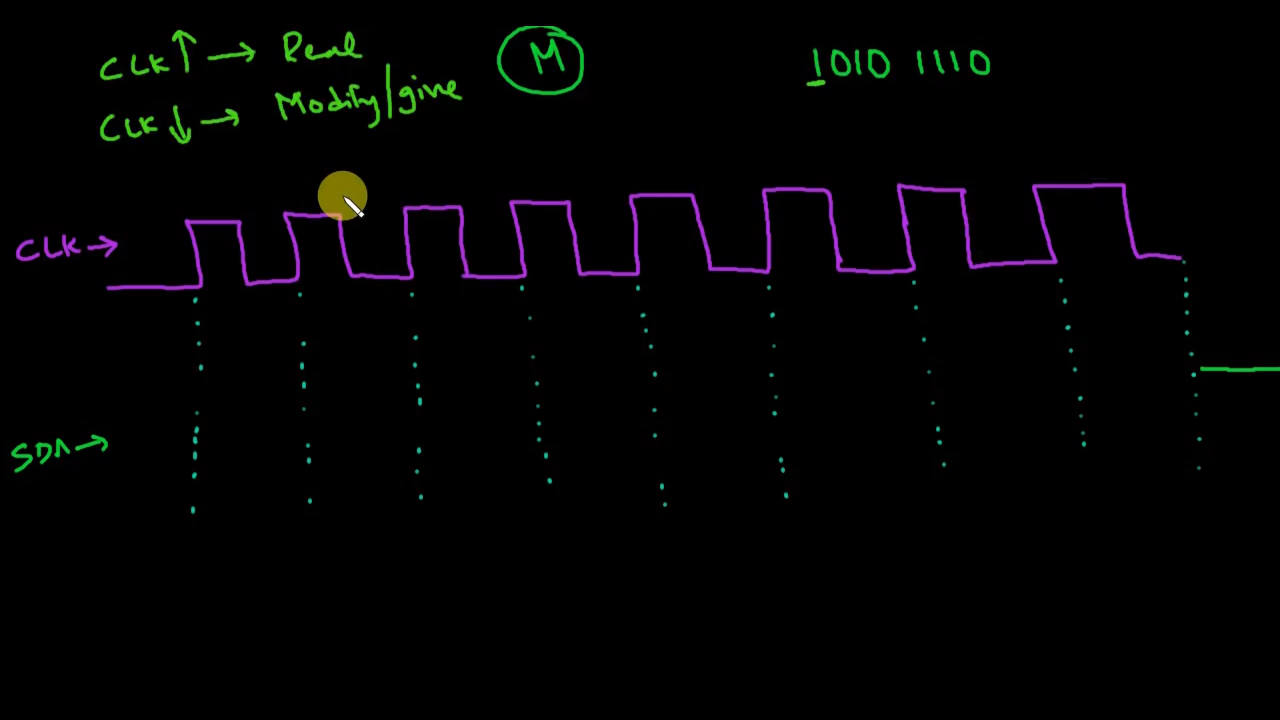 CLK↑ → Read
M
1010 1110
CLK↓ → Modify/give
CLK→
SDA→